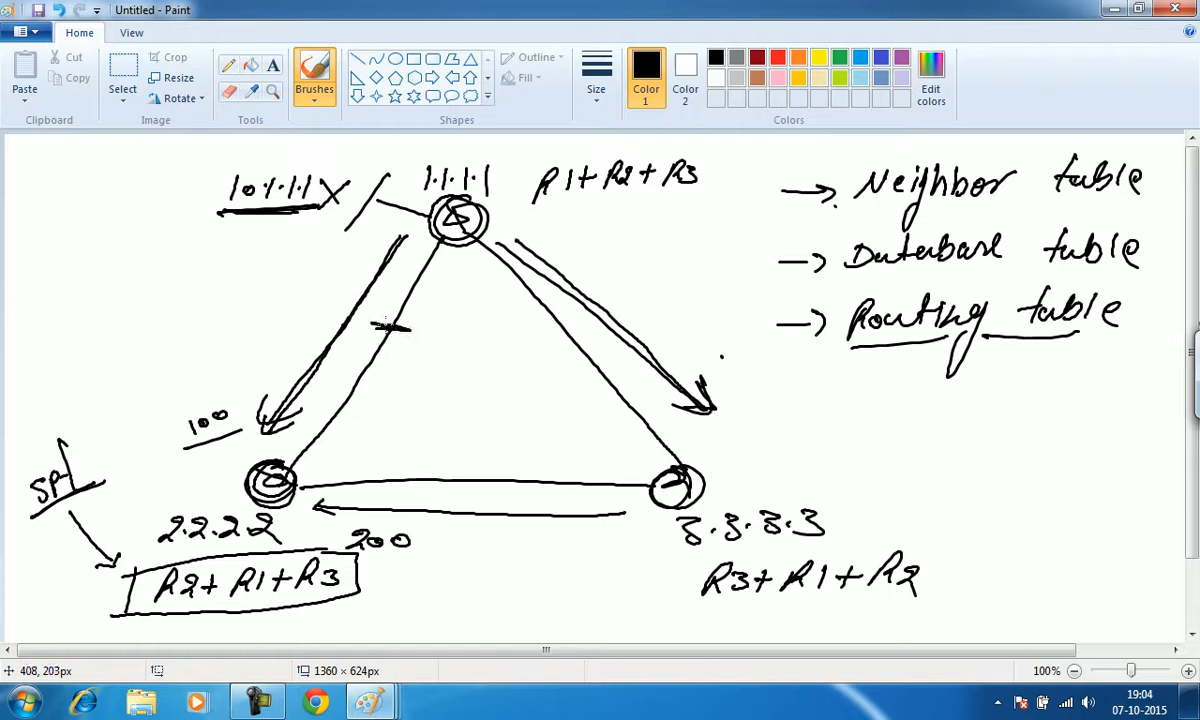 Untitled - Paint
Home
View
Paste
Cut
Copy
Clipboard
Select
Crop
Resize
Rotate
Image
A
Tools
Brushes
Outline
Fill
Shapes
Size
Color 1
Color 2
Edit colors
Colors
10.1.1.1 X
1.1.1.1
R1+R2+R3
Neighbor table
Database table
Routing table
100
SPF
2.2.2.2
200
3.3.3.3
R2+R1+R3
R3+R1+R2
408, 203px
1360 × 624px
100%
19:04
07-10-2015